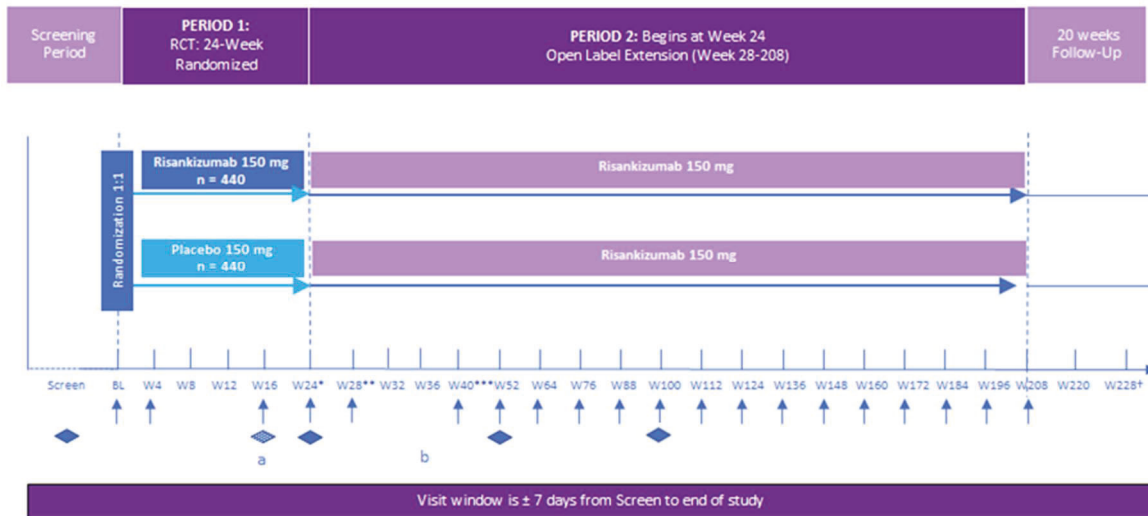 Screening
Period
PERIOD 1:
RCT: 24-Week
Randomized
PERIOD 2: Begins at Week 24
Open Label Extension (Week 28-208)
20 weeks
Follow-Up
Randomization 1:1
Risankizumab 150 mg
n = 440
Risankizumab 150 mg
Placebo 150 mg
n = 440
Risankizumab 150 mg
Screen BL W4 W8 W12 W16 W24* W28** W32 W36 W40*** W52 W64 W76 W88 W100 W112 W124 W136 W148 W160 W172 W184 W196 W208 W220 W228†
a b
Visit window is ± 7 days from Screen to end of study